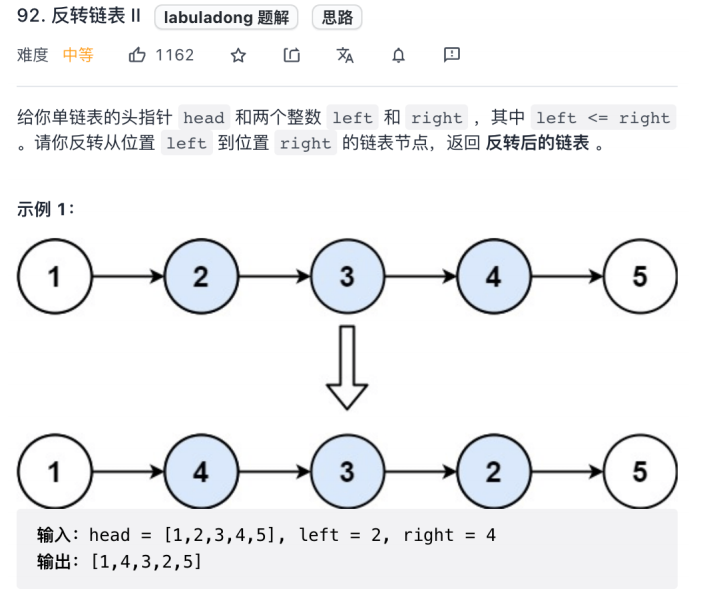 92. 反转链表 II labuladong 题解 思路
难度 中等 1162
给你单链表的头指针 head 和两个整数 left 和 right ，其中 left <= right
。请你反转从位置 left 到位置 right 的链表节点，返回 反转后的链表 。
示例 1：
1 2 3 4 5
1 4 3 2 5
输入：head = [1,2,3,4,5], left = 2, right = 4
输出：[1,4,3,2,5]